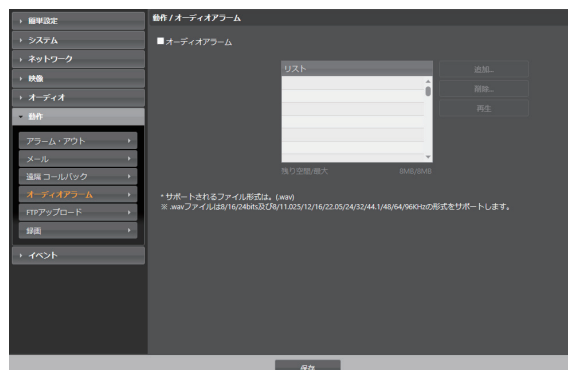 簡単設定
システム
ネットワーク
映像
オーディオ
動作
アラーム・アウト
メール
遠隔 コールバック
オーディオアラーム
FTPアップロード
録画
イベント
動作 / オーディオアラーム
オーディオアラーム
リスト
追加...
削除...
再生
残り空間/最大 8MB/8MB
* サポートされるファイル形式は。(.wav)
※ .wavファイルは8/16/24bits及び8/11.025/12/16/22.05/24/32/44.1/48/64/96KHzの形式をサポートします。
保存